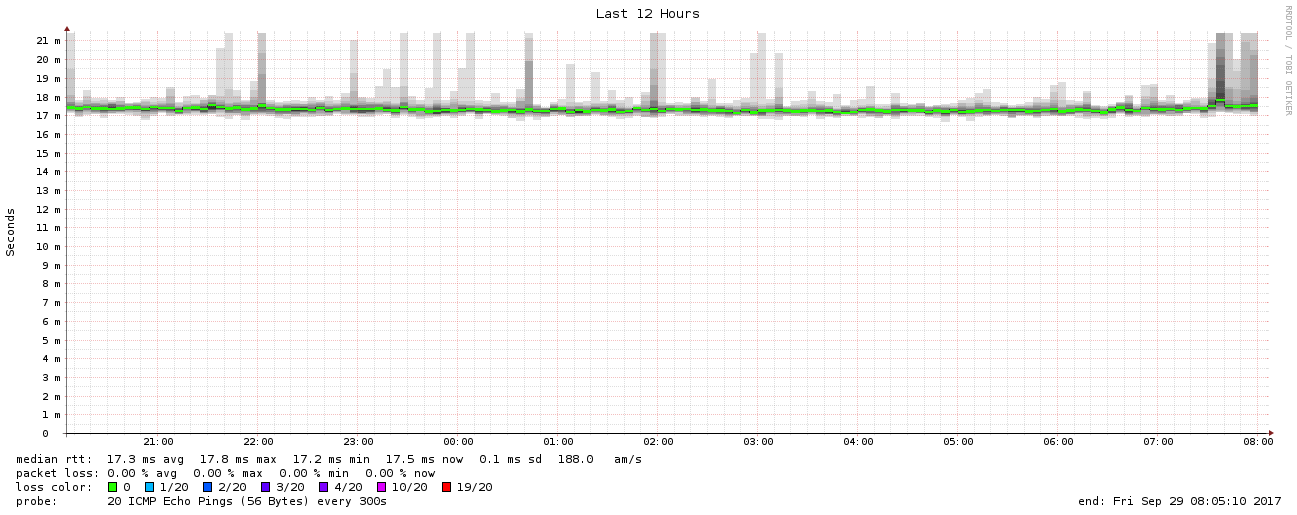 Last 12 Hours
RRDTOOL / TOBI OETIKER
21 m
20 m
19 m
18 m
17 m
16 m
15 m
14 m
13 m
12 m
11 m
10 m
9 m
8 m
7 m
6 m
5 m
4 m
3 m
2 m
1 m
0
Seconds
21:00 22:00 23:00 00:00 01:00 02:00 03:00 04:00 05:00 06:00 07:00 08:00
median rtt: 17.3 ms avg 17.8 ms max 17.2 ms min 17.5 ms now 0.1 ms sd 188.0 am/s
packet loss: 0.00 % avg 0.00 % max 0.00 % min 0.00 % now
loss color: 0 1/20 2/20 3/20 4/20 10/20 19/20
probe: 20 ICMP Echo Pings (56 Bytes) every 300s end: Fri Sep 29 08:05:10 2017